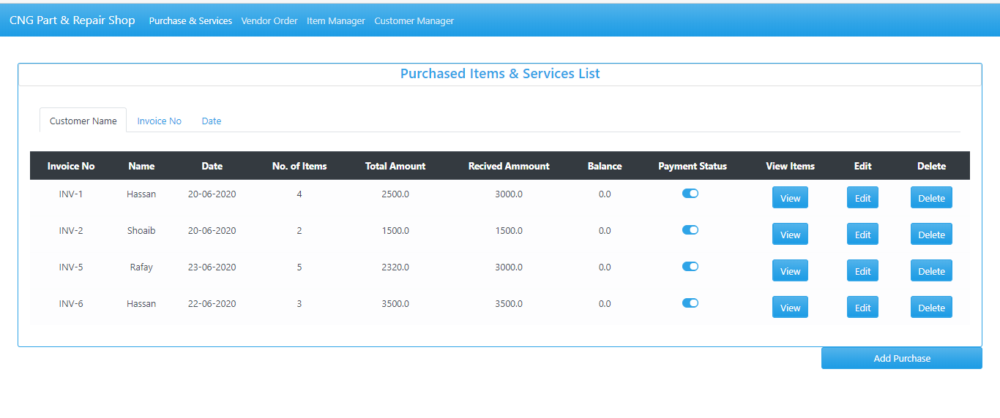 CNG Part & Repair Shop Purchase & Services Vendor Order Item Manager Customer Manager
Purchased Items & Services List
Customer Name Invoice No Date
Invoice No Name Date No. of Items Total Amount Recived Ammount Balance Payment Status View Items Edit Delete
INV-1 Hassan 20-06-2020 4 2500.0 3000.0 0.0 View Edit Delete
INV-2 Shoaib 20-06-2020 2 1500.0 1500.0 0.0 View Edit Delete
INV-5 Rafay 23-06-2020 5 2320.0 3000.0 0.0 View Edit Delete
INV-6 Hassan 22-06-2020 3 3500.0 3500.0 0.0 View Edit Delete
Add Purchase